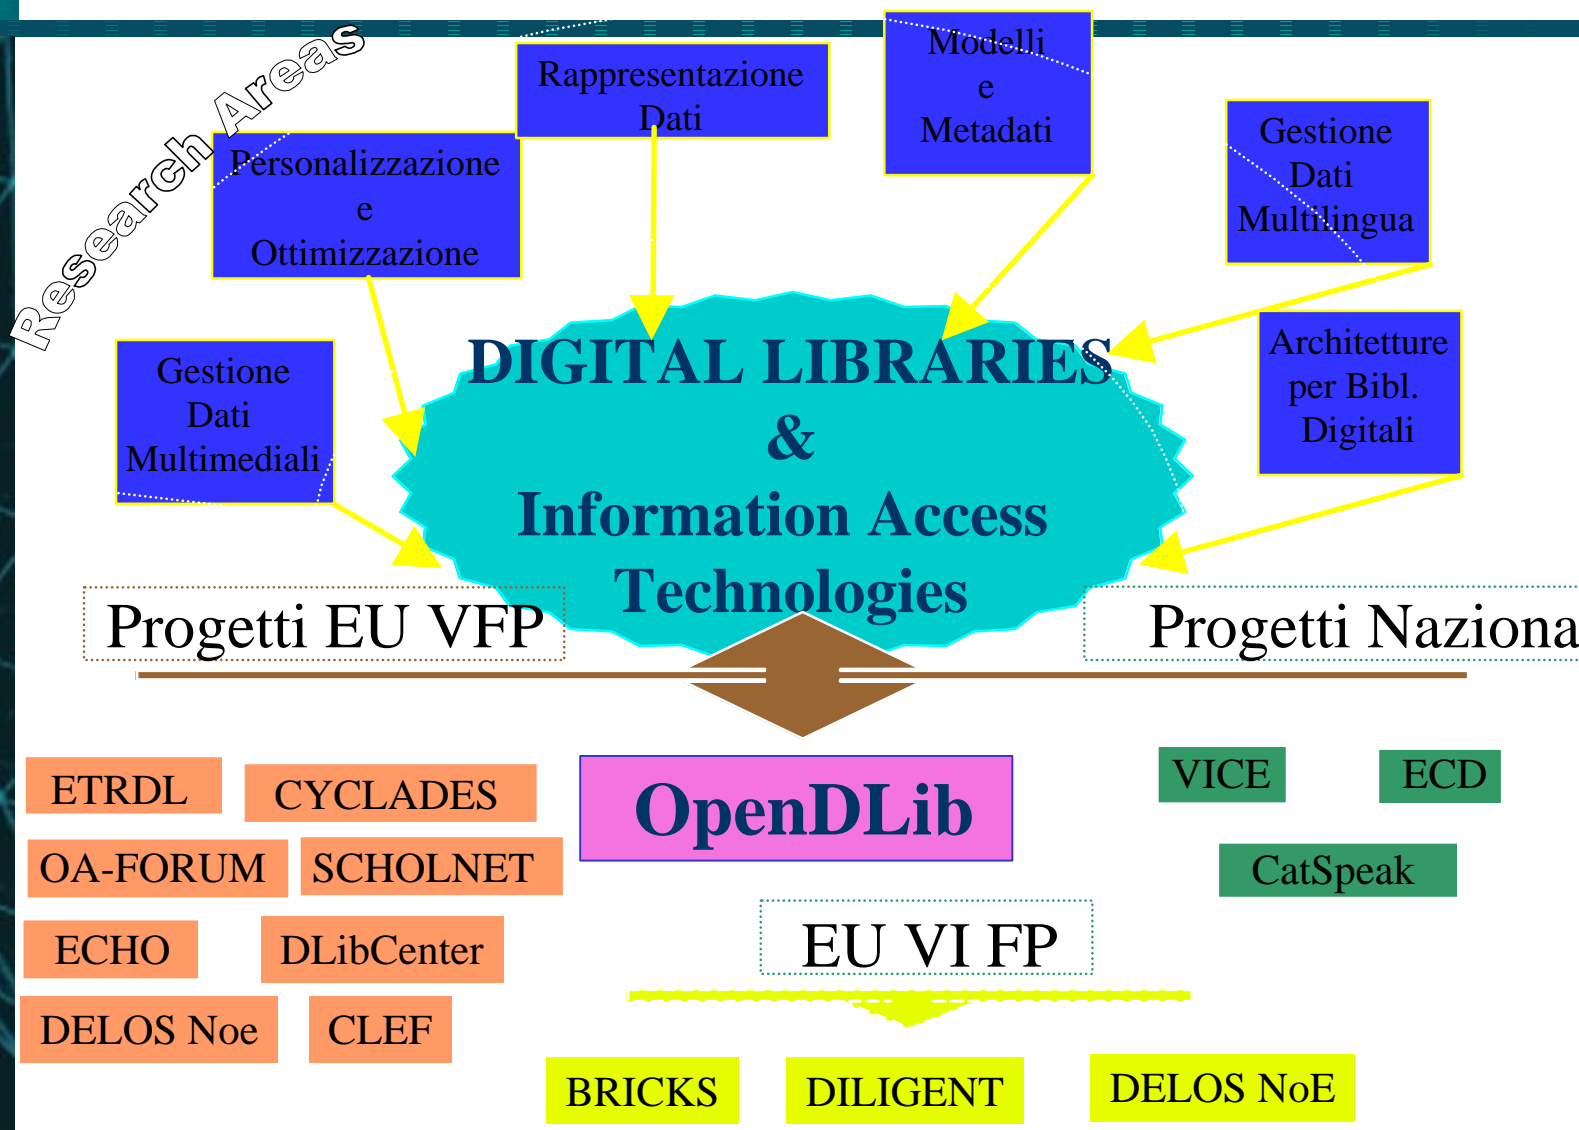 Research Areas
Rappresentazione
Dati
Modelli
e
Metadati
Personalizzazione
e
Ottimizzazione
Gestione
Dati
Multilingua
Gestione
Dati
Multimediali
Architetture
per Bibl.
Digitali
DIGITAL LIBRARIES
&
Information Access
Technologies
Progetti EU VFP
Progetti Naziona
ETRDL
CYCLADES
OA-FORUM
SCHOLNET
ECHO
DLibCenter
DELOS Noe
CLEF
OpenDLib
VICE
ECD
CatSpeak
EU VI FP
BRICKS
DILIGENT
DELOS NoE